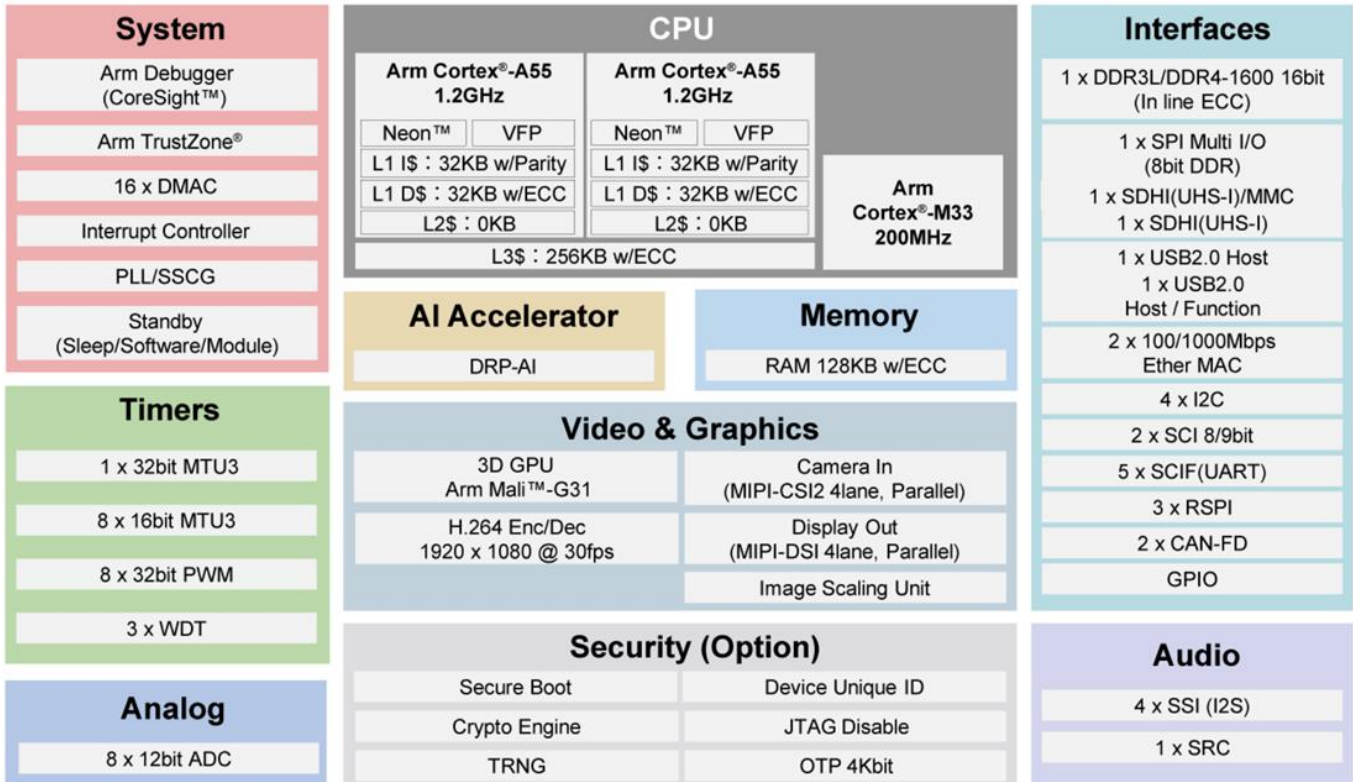 System
Arm Debugger
(CoreSight™)
Arm TrustZone®
16 x DMAC
Interrupt Controller
PLL/SSCG
Standby
(Sleep/Software/Module)
Timers
1 x 32bit MTU3
8 x 16bit MTU3
8 x 32bit PWM
3 x WDT
Analog
8 x 12bit ADC
CPU
Arm Cortex®-A55
1.2GHz
Neon™ VFP
L1 I$：32KB w/Parity
L1 D$：32KB w/ECC
L2$：0KB
Arm Cortex®-A55
1.2GHz
Neon™ VFP
L1 I$：32KB w/Parity
L1 D$：32KB w/ECC
L2$：0KB
L3$：256KB w/ECC
Arm
Cortex®-M33
200MHz
AI Accelerator
DRP-AI
Memory
RAM 128KB w/ECC
Video & Graphics
3D GPU
Arm Mali™-G31
H.264 Enc/Dec
1920 x 1080 @ 30fps
Camera In
(MIPI-CSI2 4lane, Parallel)
Display Out
(MIPI-DSI 4lane, Parallel)
Image Scaling Unit
Security (Option)
Secure Boot
Crypto Engine
TRNG
Device Unique ID
JTAG Disable
OTP 4Kbit
Interfaces
1 x DDR3L/DDR4-1600 16bit
(In line ECC)
1 x SPI Multi I/O
(8bit DDR)
1 x SDHI(UHS-I)/MMC
1 x SDHI(UHS-I)
1 x USB2.0 Host
1 x USB2.0
Host / Function
2 x 100/1000Mbps
Ether MAC
4 x I2C
2 x SCI 8/9bit
5 x SCIF(UART)
3 x RSPI
2 x CAN-FD
GPIO
Audio
4 x SSI (I2S)
1 x SRC